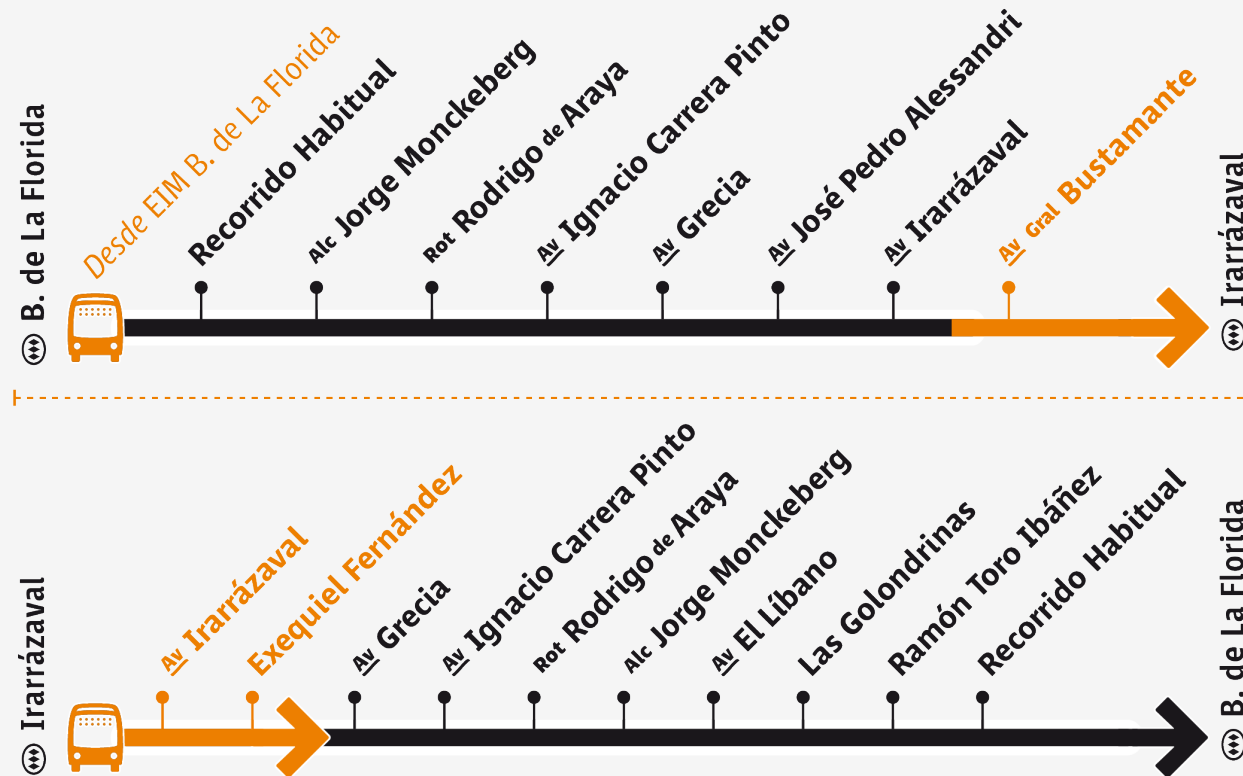 B. de La Florida
Desde EIM B. de La Florida
Recorrido Habitual
Alc Jorge Monckeberg
Rot Rodrigo de Araya
Av Ignacio Carrera Pinto
Av Grecia
Av José Pedro Alessandri
Av Irarrázaval
Av Gral Bustamante
Irarrázaval
Irarrázaval
Av Irarrázaval
Exequiel Fernández
Av Grecia
Av Ignacio Carrera Pinto
Rot Rodrigo de Araya
Alc Jorge Monckeberg
Av El Líbano
Las Golondrinas
Ramón Toro Ibáñez
Recorrido Habitual
B. de La Florida